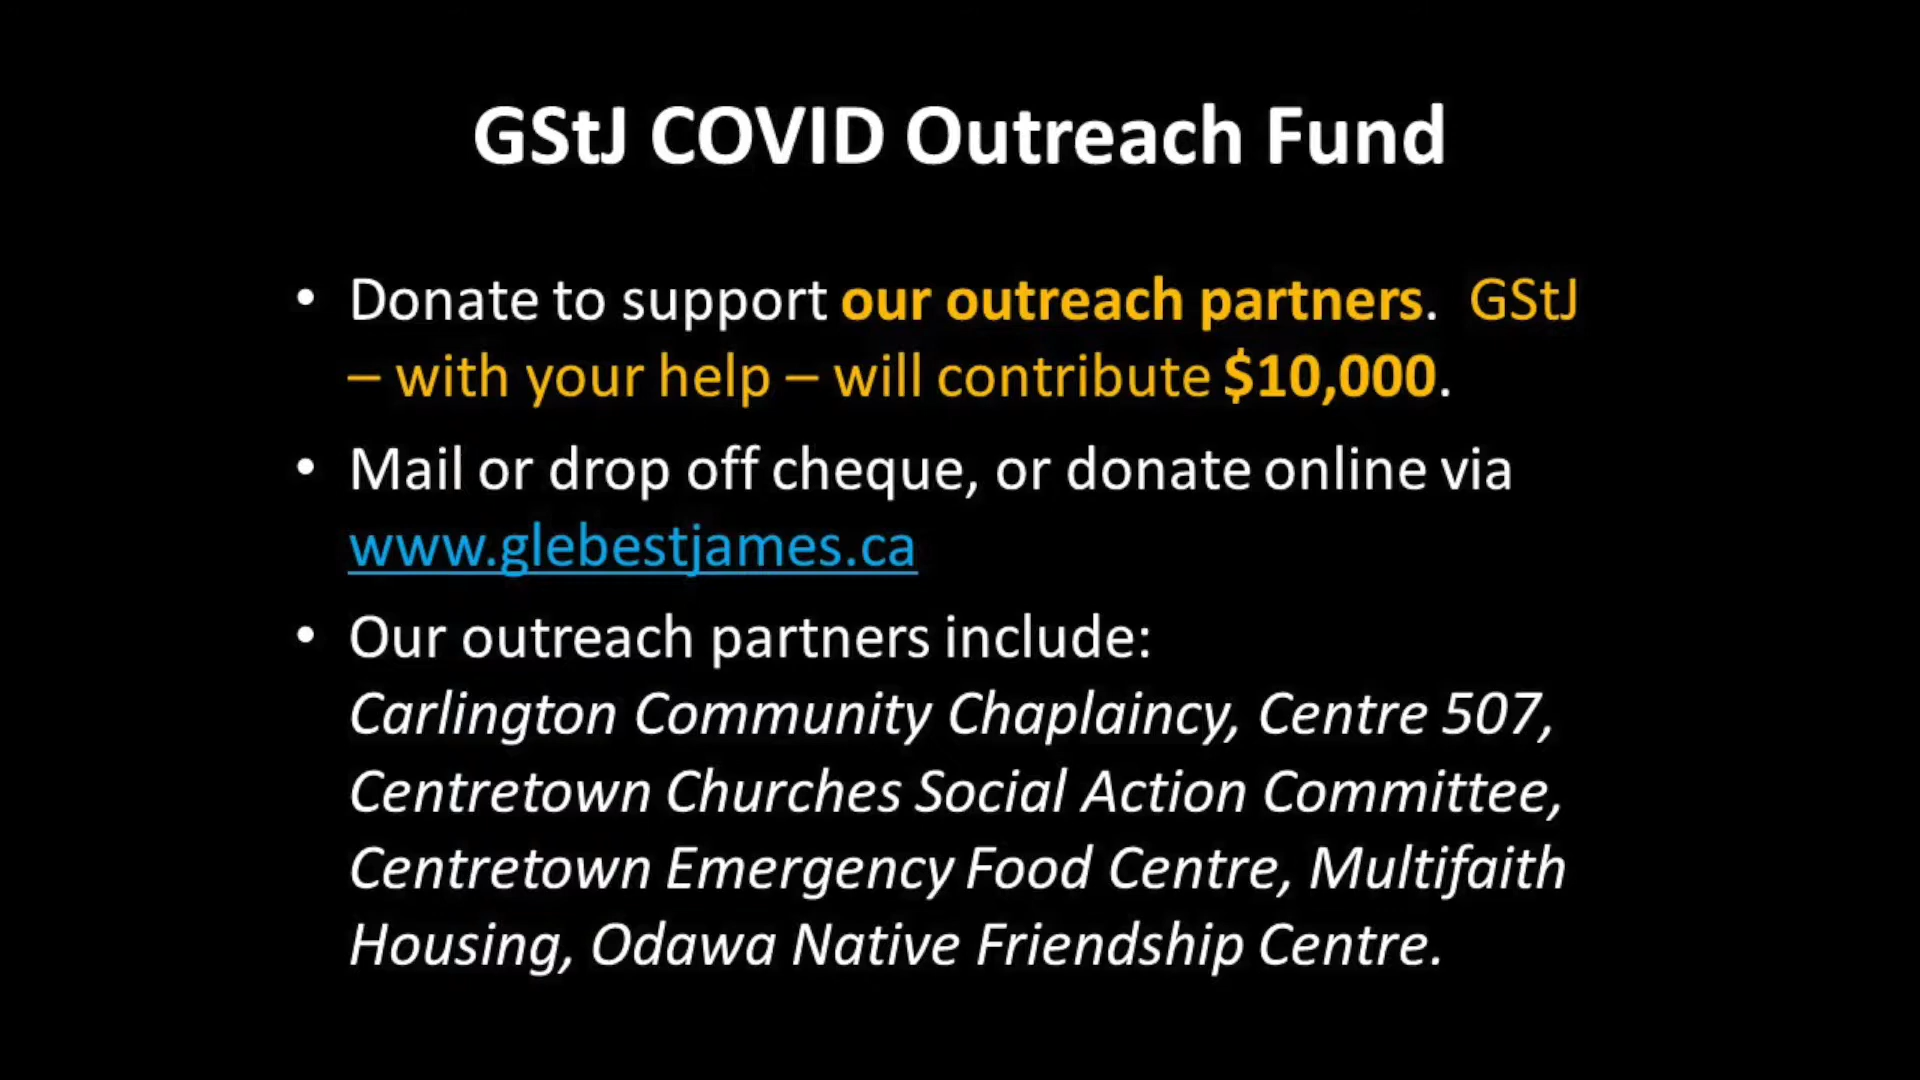 GStJ COVID Outreach Fund
• Donate to support our outreach partners. GStJ
– with your help – will contribute $10,000.
• Mail or drop off cheque, or donate online via
www.glebestjames.ca
• Our outreach partners include:
Carlington Community Chaplaincy, Centre 507,
Centretown Churches Social Action Committee,
Centretown Emergency Food Centre, Multifaith
Housing, Odawa Native Friendship Centre.